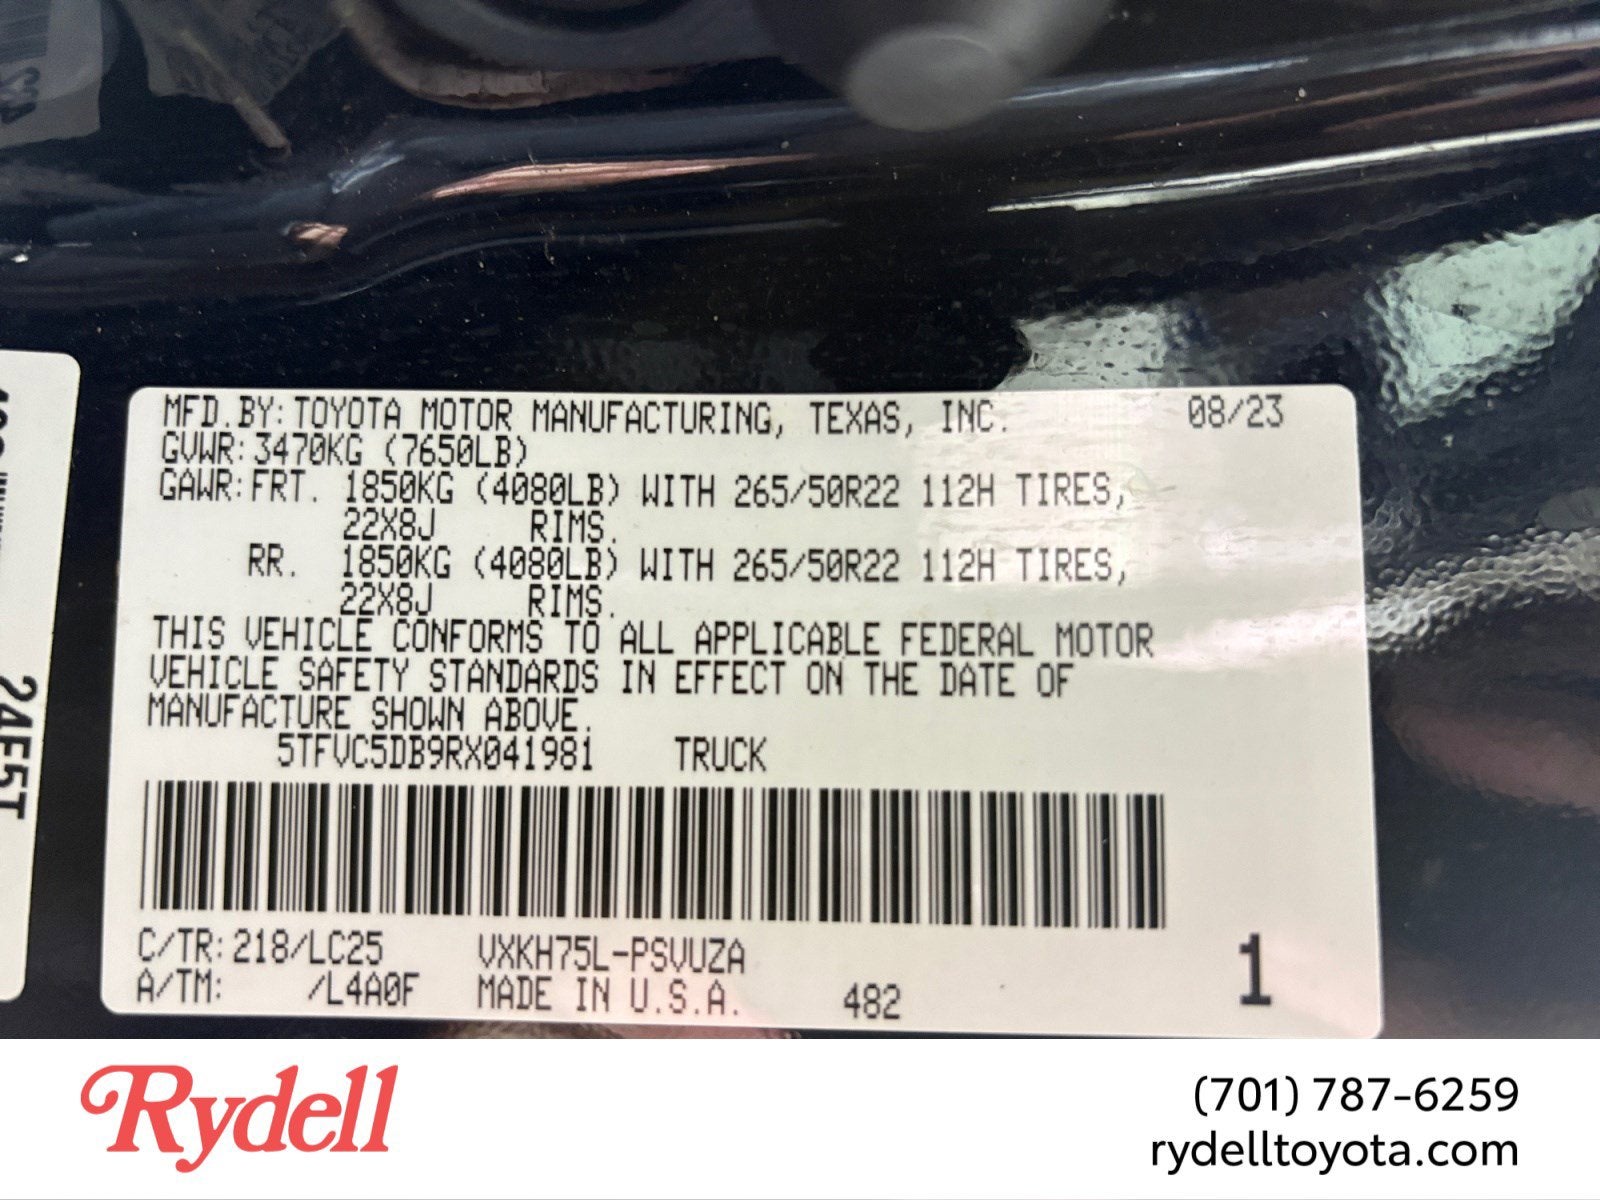 MFD.BY:TOYOTA MOTOR MANUFACTURING, TEXAS, INC. 08/23
GVWR:3470KG (7650LB)
GAWR:FRT. 1850KG (4080LB) WITH 265/50R22 112H TIRES,
22X8J RIMS.
RR. 1850KG (4080LB) WITH 265/50R22 112H TIRES,
22X8J RIMS.
THIS VEHICLE CONFORMS TO ALL APPLICABLE FEDERAL MOTOR
VEHICLE SAFETY STANDARDS IN EFFECT ON THE DATE OF
MANUFACTURE SHOWN ABOVE.
5TFVC5DB9RX041981 TRUCK
C/TR:218/LC25 VXKH75L-PSVUZA
A/TM: /L4A0F MADE IN U.S.A. 482
1
24E5T
Rydell
(701) 787-6259
rydelltoyota.com